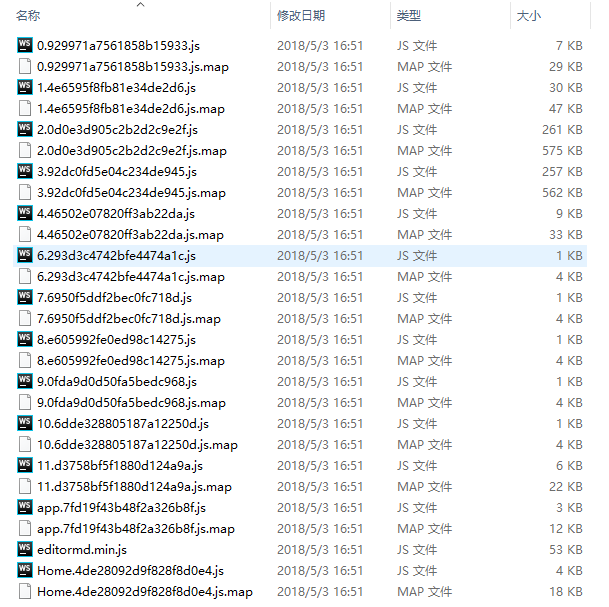 名称 修改日期 类型 大小
WS 0.929971a7561858b15933.js 2018/5/3 16:51 JS 文件 7 KB
0.929971a7561858b15933.js.map 2018/5/3 16:51 MAP 文件 29 KB
WS 1.4e6595f8fb81e34de2d6.js 2018/5/3 16:51 JS 文件 30 KB
1.4e6595f8fb81e34de2d6.js.map 2018/5/3 16:51 MAP 文件 47 KB
WS 2.0d0e3d905c2b2d2c9e2f.js 2018/5/3 16:51 JS 文件 261 KB
2.0d0e3d905c2b2d2c9e2f.js.map 2018/5/3 16:51 MAP 文件 575 KB
WS 3.92dc0fd5e04c234de945.js 2018/5/3 16:51 JS 文件 257 KB
3.92dc0fd5e04c234de945.js.map 2018/5/3 16:51 MAP 文件 562 KB
WS 4.46502e07820ff3ab22da.js 2018/5/3 16:51 JS 文件 9 KB
4.46502e07820ff3ab22da.js.map 2018/5/3 16:51 MAP 文件 33 KB
WS 6.293d3c4742bfe4474a1c.js 2018/5/3 16:51 JS 文件 1 KB
6.293d3c4742bfe4474a1c.js.map 2018/5/3 16:51 MAP 文件 4 KB
WS 7.6950f5ddf2bec0fc718d.js 2018/5/3 16:51 JS 文件 1 KB
7.6950f5ddf2bec0fc718d.js.map 2018/5/3 16:51 MAP 文件 4 KB
WS 8.e605992fe0ed98c14275.js 2018/5/3 16:51 JS 文件 1 KB
8.e605992fe0ed98c14275.js.map 2018/5/3 16:51 MAP 文件 4 KB
WS 9.0fda9d0d50fa5bedc968.js 2018/5/3 16:51 JS 文件 1 KB
9.0fda9d0d50fa5bedc968.js.map 2018/5/3 16:51 MAP 文件 4 KB
WS 10.6dde328805187a12250d.js 2018/5/3 16:51 JS 文件 1 KB
10.6dde328805187a12250d.js.map 2018/5/3 16:51 MAP 文件 4 KB
WS 11.d3758bf5f1880d124a9a.js 2018/5/3 16:51 JS 文件 6 KB
11.d3758bf5f1880d124a9a.js.map 2018/5/3 16:51 MAP 文件 22 KB
WS app.7fd19f43b48f2a326b8f.js 2018/5/3 16:51 JS 文件 3 KB
app.7fd19f43b48f2a326b8f.js.map 2018/5/3 16:51 MAP 文件 12 KB
WS editormd.min.js 2018/5/3 16:51 JS 文件 53 KB
WS Home.4de28092d9f828f8d0e4.js 2018/5/3 16:51 JS 文件 4 KB
Home.4de28092d9f828f8d0e4.js.map 2018/5/3 16:51 MAP 文件 18 KB